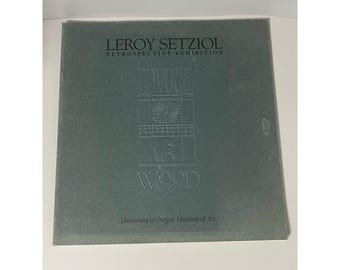 LEROY SETZIOL
RETROSPECTIVE EXHIBITION
WOOD
University of Oregon Museum of Art